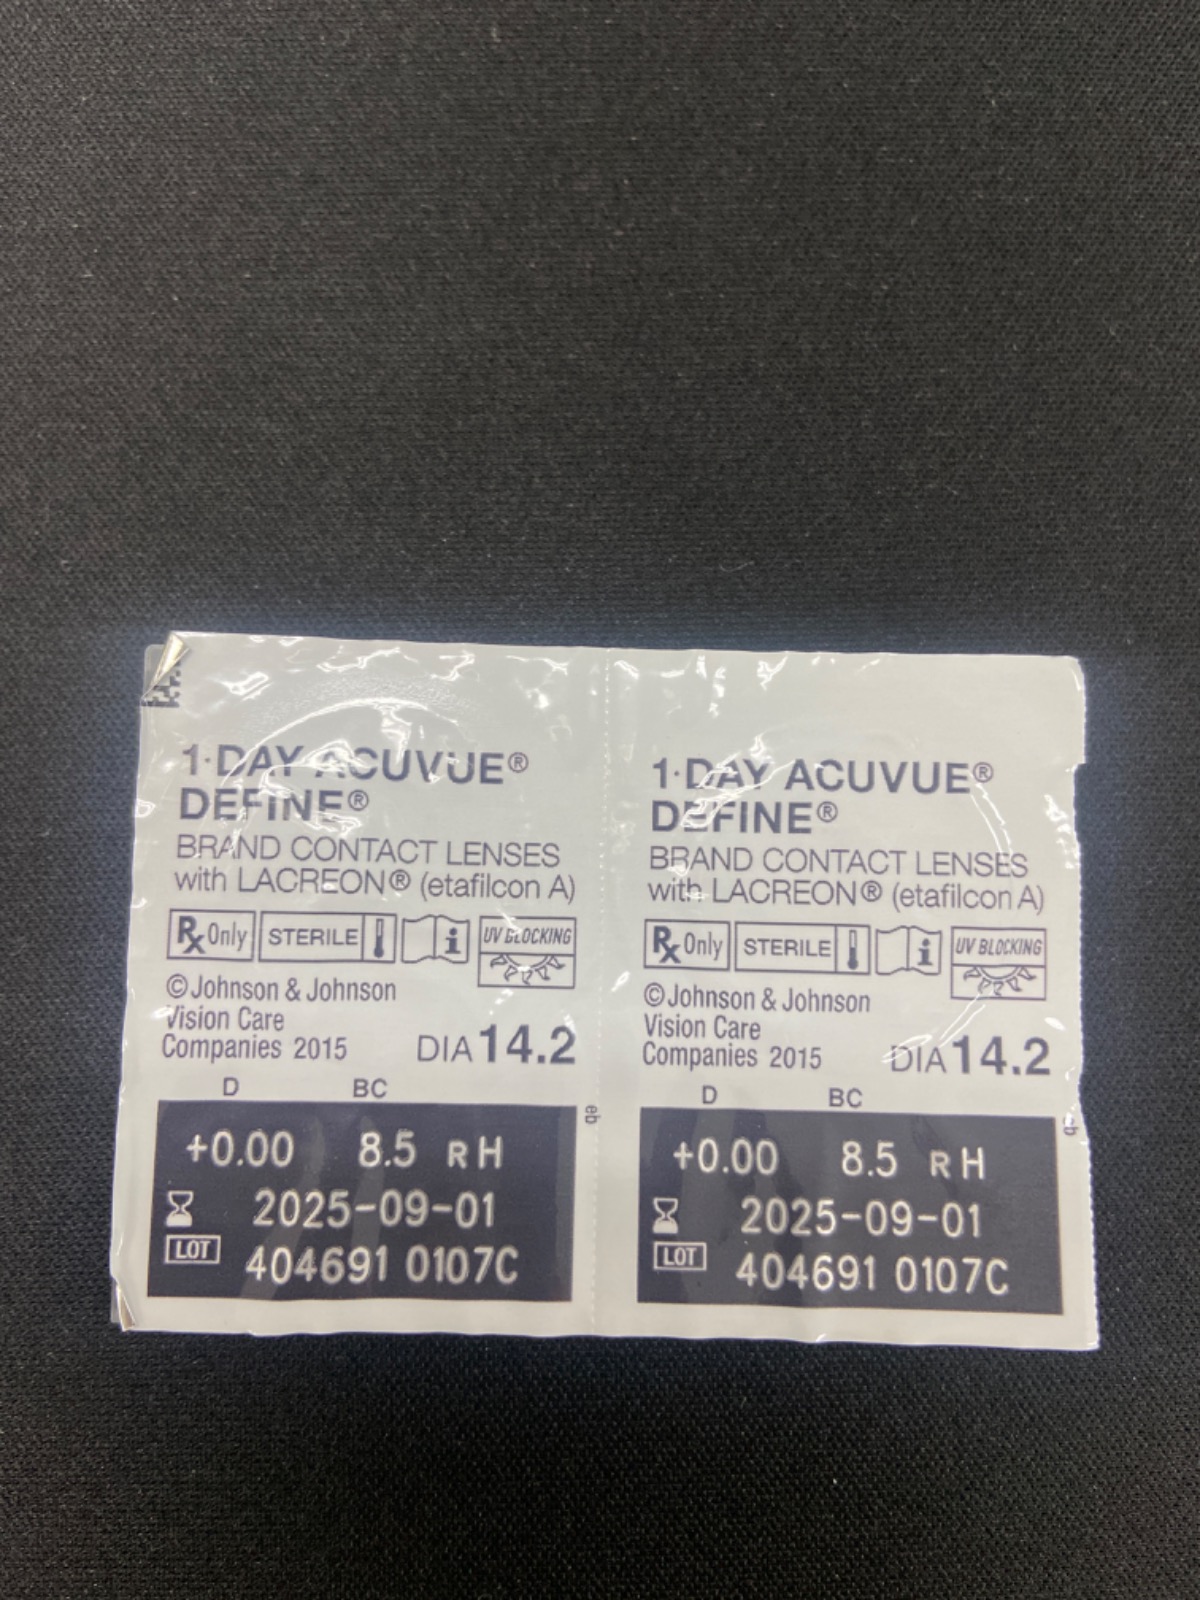 1·DAY ACUVUE®
DEFINE®
BRAND CONTACT LENSES
with LACREON® (etafilcon A)
Rx Only STERILE i UV BLOCKING
©Johnson & Johnson
Vision Care
Companies 2015 DIA 14.2
D BC
eb
+0.00 8.5 R H
2025-09-01
LOT 404691 0107C
1·DAY ACUVUE®
DEFINE®
BRAND CONTACT LENSES
with LACREON® (etafilcon A)
Rx Only STERILE i UV BLOCKING
©Johnson & Johnson
Vision Care
Companies 2015 DIA 14.2
D BC
eb
+0.00 8.5 R H
2025-09-01
LOT 404691 0107C